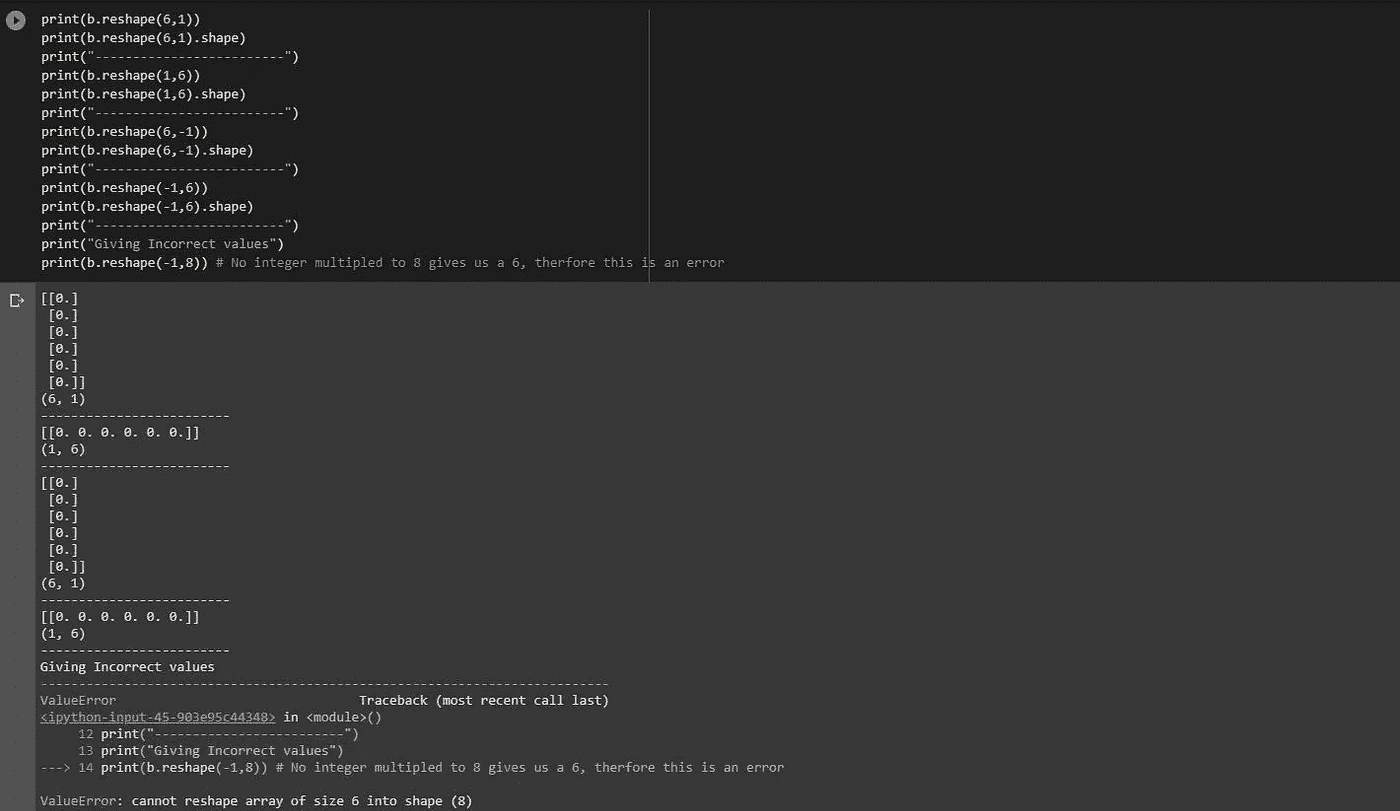 print(b.reshape(6,1))
print(b.reshape(6,1).shape)
print("-------------------------")
print(b.reshape(1,6))
print(b.reshape(1,6).shape)
print("-------------------------")
print(b.reshape(6,-1))
print(b.reshape(6,-1).shape)
print("-------------------------")
print(b.reshape(-1,6))
print(b.reshape(-1,6).shape)
print("-------------------------")
print("Giving Incorrect values")
print(b.reshape(-1,8)) # No integer multipled to 8 gives us a 6, therfore this is an error
[[0.]
 [0.]
 [0.]
 [0.]
 [0.]
 [0.]]
(6, 1)
-------------------------
[[0. 0. 0. 0. 0. 0.]]
(1, 6)
-------------------------
[[0.]
 [0.]
 [0.]
 [0.]
 [0.]
 [0.]]
(6, 1)
-------------------------
[[0. 0. 0. 0. 0. 0.]]
(1, 6)
-------------------------
Giving Incorrect values
---------------------------------------------------------------------------
ValueError                                Traceback (most recent call last)
<ipython-input-45-903e95c44348> in <module>()
     12 print("-------------------------")
     13 print("Giving Incorrect values")
---> 14 print(b.reshape(-1,8)) # No integer multipled to 8 gives us a 6, therfore this is an error
ValueError: cannot reshape array of size 6 into shape (8)